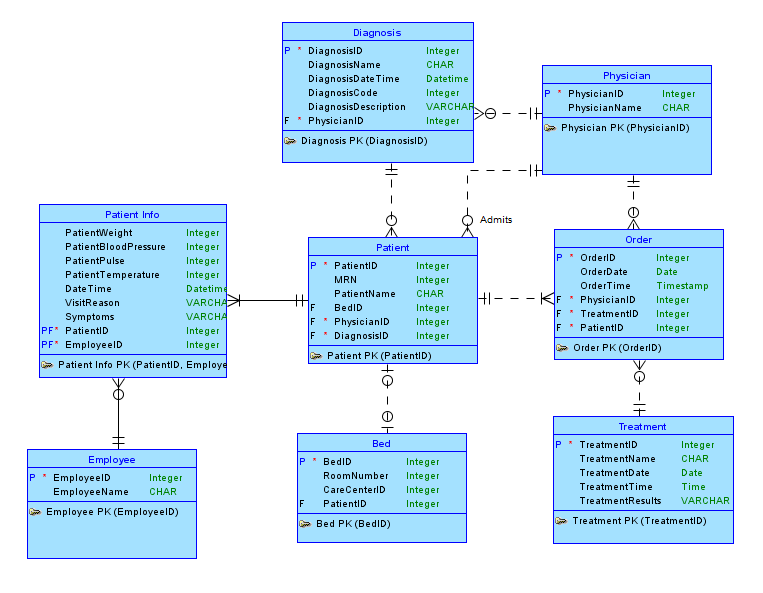 Diagnosis
P * DiagnosisID Integer
DiagnosisName CHAR
DiagnosisDateTime Datetime
DiagnosisCode Integer
DiagnosisDescription VARCHAR
F * PhysicianID Integer
Diagnosis PK (DiagnosisID)
Physician
P * PhysicianID Integer
PhysicianName CHAR
Physician PK (PhysicianID)
Admits
Patient Info
PatientWeight Integer
PatientBloodPressure Integer
PatientPulse Integer
PatientTemperature Integer
DateTime Datetime
VisitReason VARCHA
Symptoms VARCHA
PF* PatientID Integer
PF* EmployeeID Integer
Patient Info PK (PatientID, Employe
Patient
P * PatientID Integer
MRN Integer
PatientName CHAR
F BedID Integer
F * PhysicianID Integer
F * DiagnosisID Integer
Patient PK (PatientID)
Order
P * OrderID Integer
OrderDate Date
OrderTime Timestamp
F * PhysicianID Integer
F * TreatmentID Integer
F * PatientID Integer
Order PK (OrderID)
Employee
P * EmployeeID Integer
EmployeeName CHAR
Employee PK (EmployeeID)
Bed
P * BedID Integer
RoomNumber Integer
CareCenterID Integer
F PatientID Integer
Bed PK (BedID)
Treatment
P * TreatmentID Integer
TreatmentName CHAR
TreatmentDate Date
TreatmentTime Time
TreatmentResults VARCHAR
Treatment PK (TreatmentID)